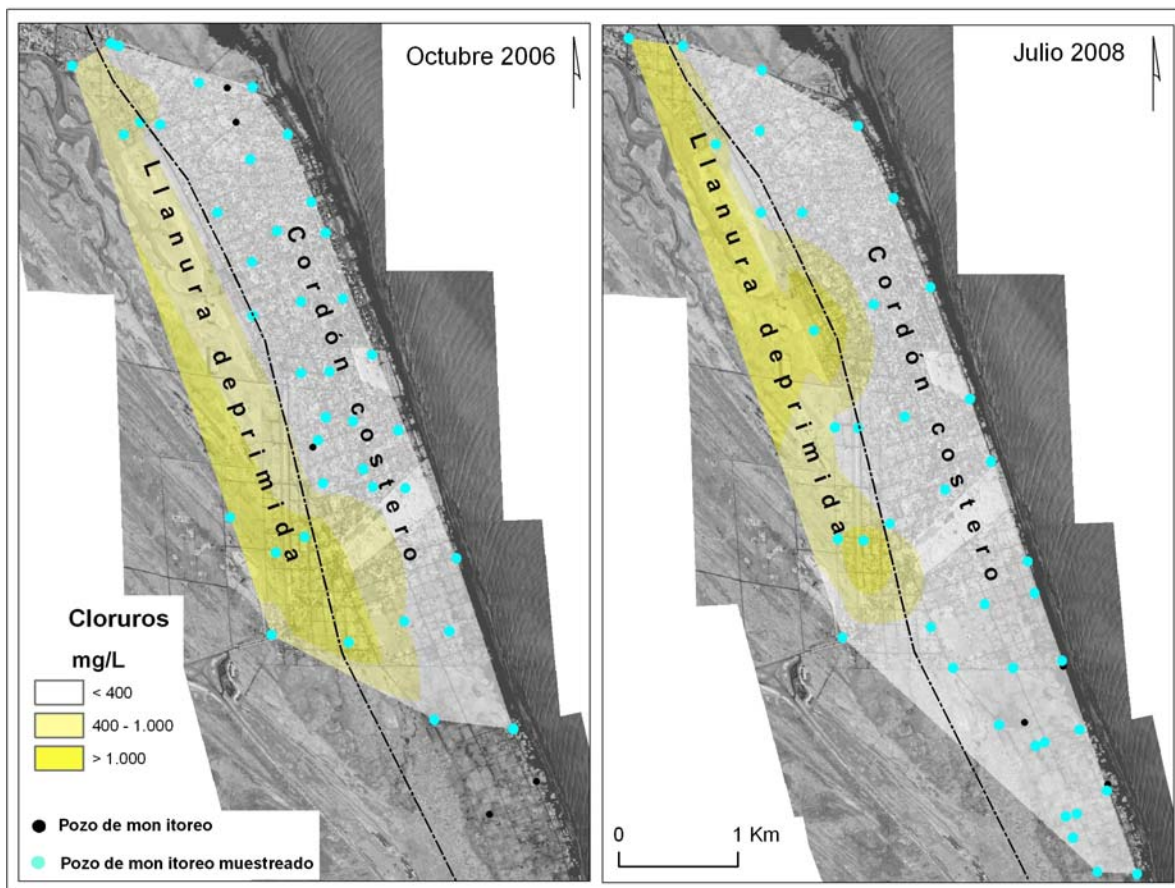 Octubre 2006
Llanura deprimida
Cordón costero
Cloruros
mg/L
< 400
400 - 1.000
> 1.000
Pozo de mon itoreo
Pozo de mon itoreo muestreado
Julio 2008
Llanura deprimida
Cordón costero
0 1 Km